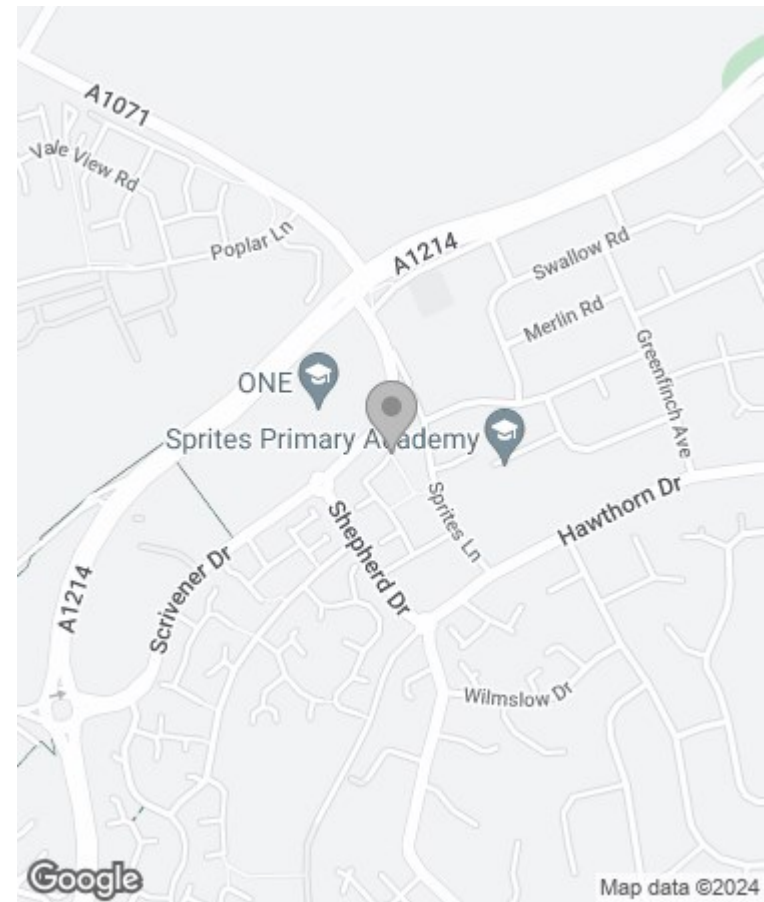 A1071
Vale View Rd
Poplar Ln
A1214
Swallow Rd
Merlin Rd
Greenfinch Ave
ONE
Sprites Primary Academy
Sprites Ln
Hawthorn Dr
Shepherd Dr
Scrivener Dr
A1214
Wilmslow Dr
Google
Map data ©2024